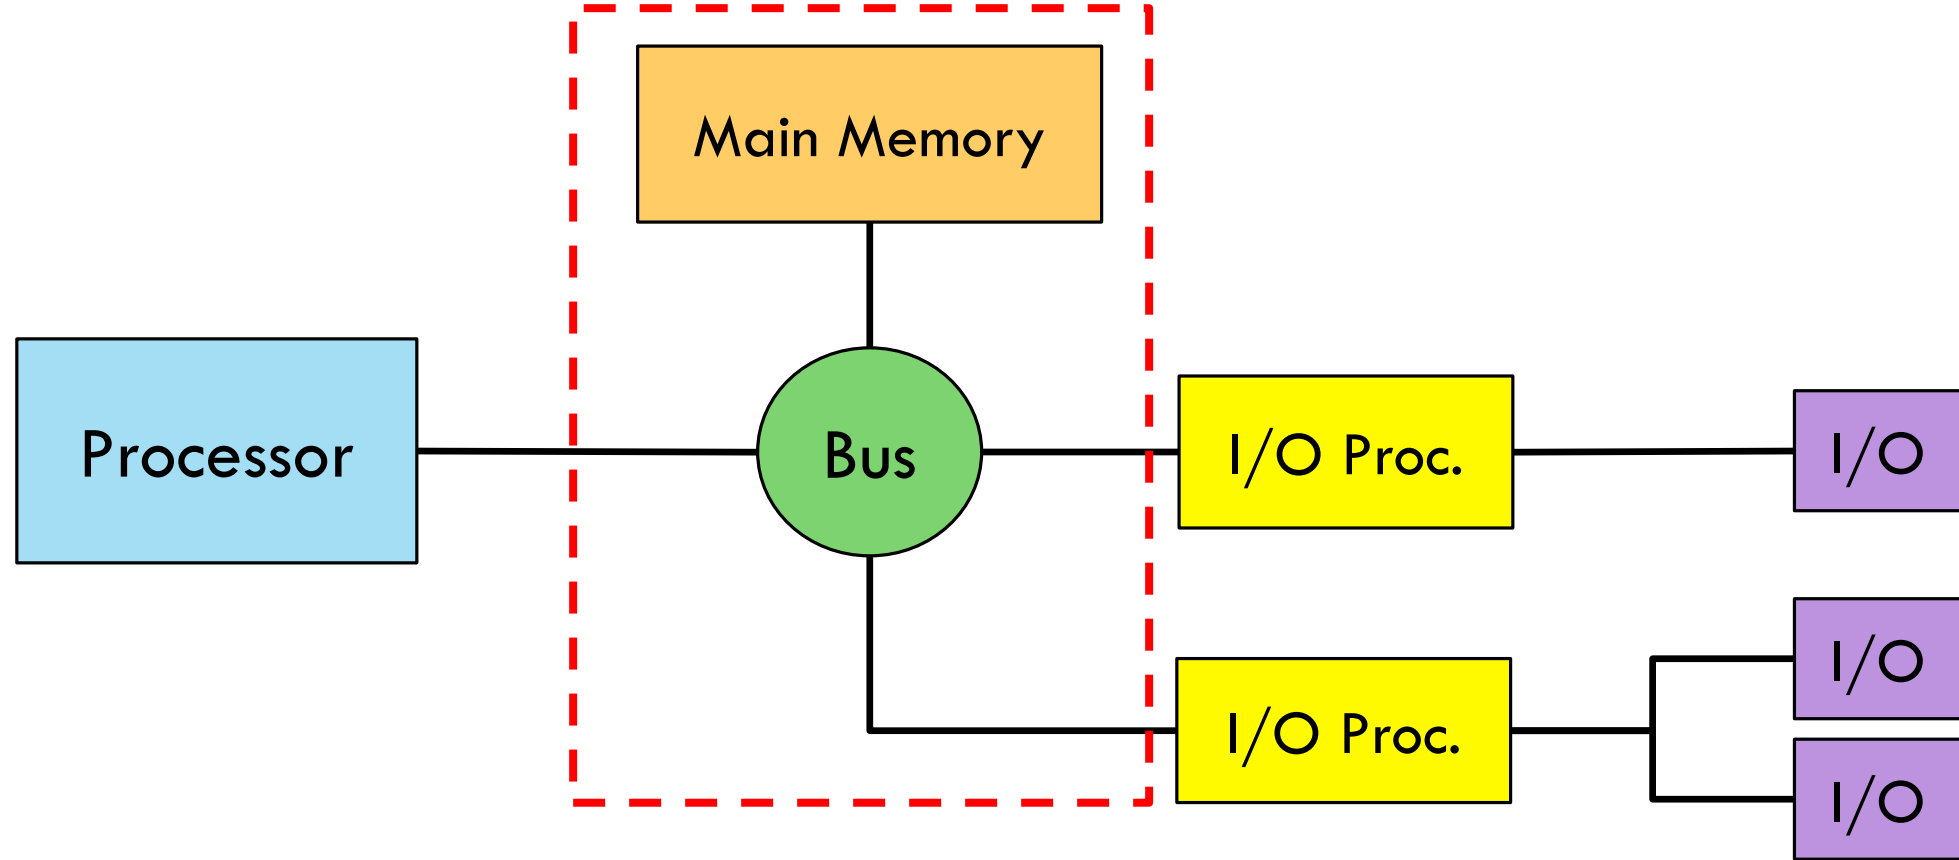 Main Memory
Processor
Bus
I/O Proc.
I/O
I/O
I/O Proc.
I/O